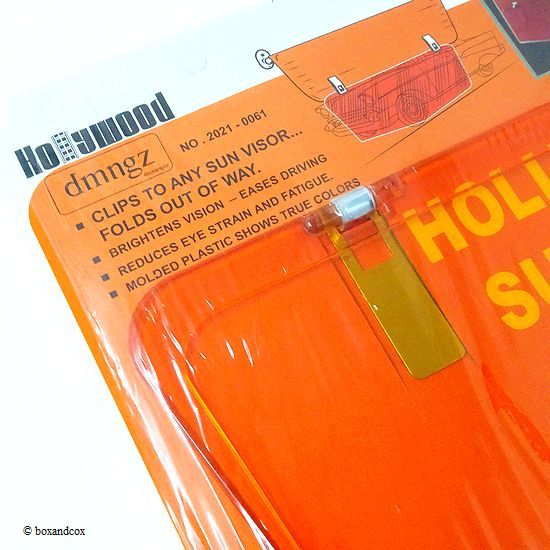 Hollywood
dmngz
NO. 2021-0061
▪ CLIPS TO ANY SUN VISOR...
FOLDS OUT OF WAY.
▪ BRIGHTENS VISION – EASES DRIVING
▪ REDUCES EYE STRAIN AND FATIGUE.
▪ MOLDED PLASTIC SHOWS TRUE COLORS
HOLL
SU
© boxandcox